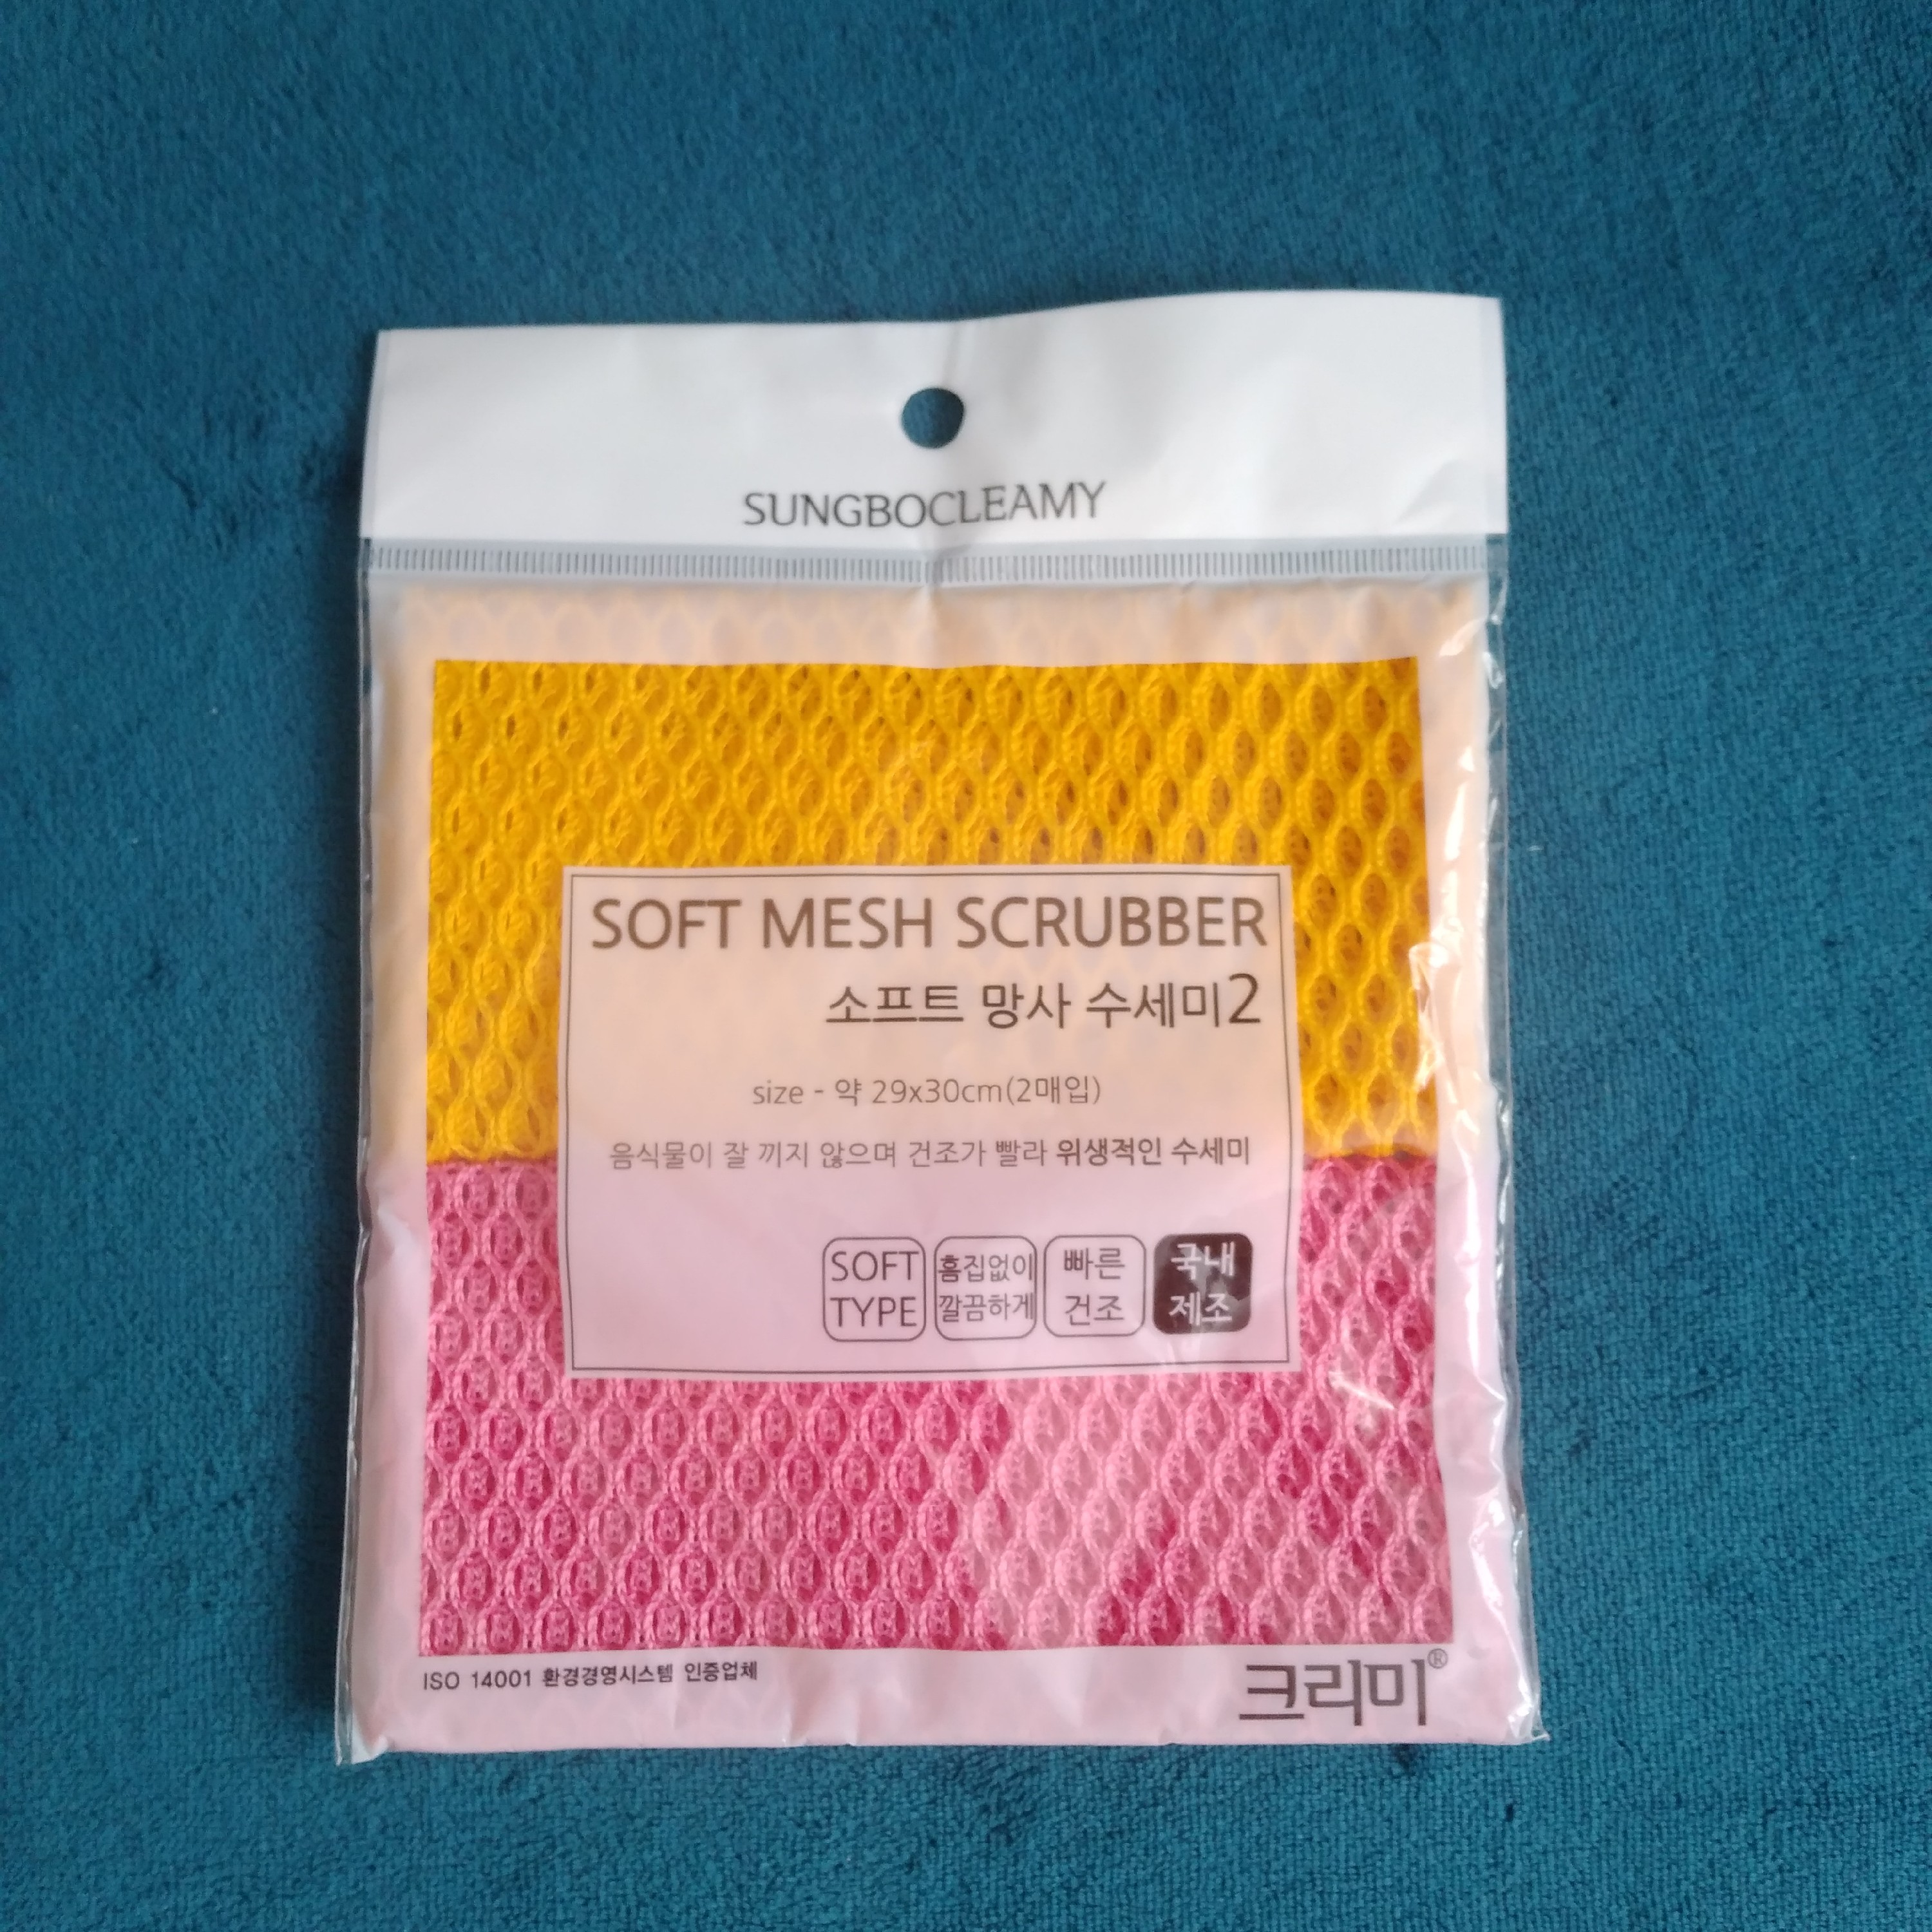 SUNGBOCLEAMY
SOFT MESH SCRUBBER
소프트 망사 수세미2
size - 약 29x30cm(2매입)
음식물이 잘 끼지 않으며 건조가 빨라 위생적인 수세미
SOFT
TYPE
흠집없이
깔끔하게
빠른
건조
국내
제조
ISO 14001 환경경영시스템 인증업체
크리미®